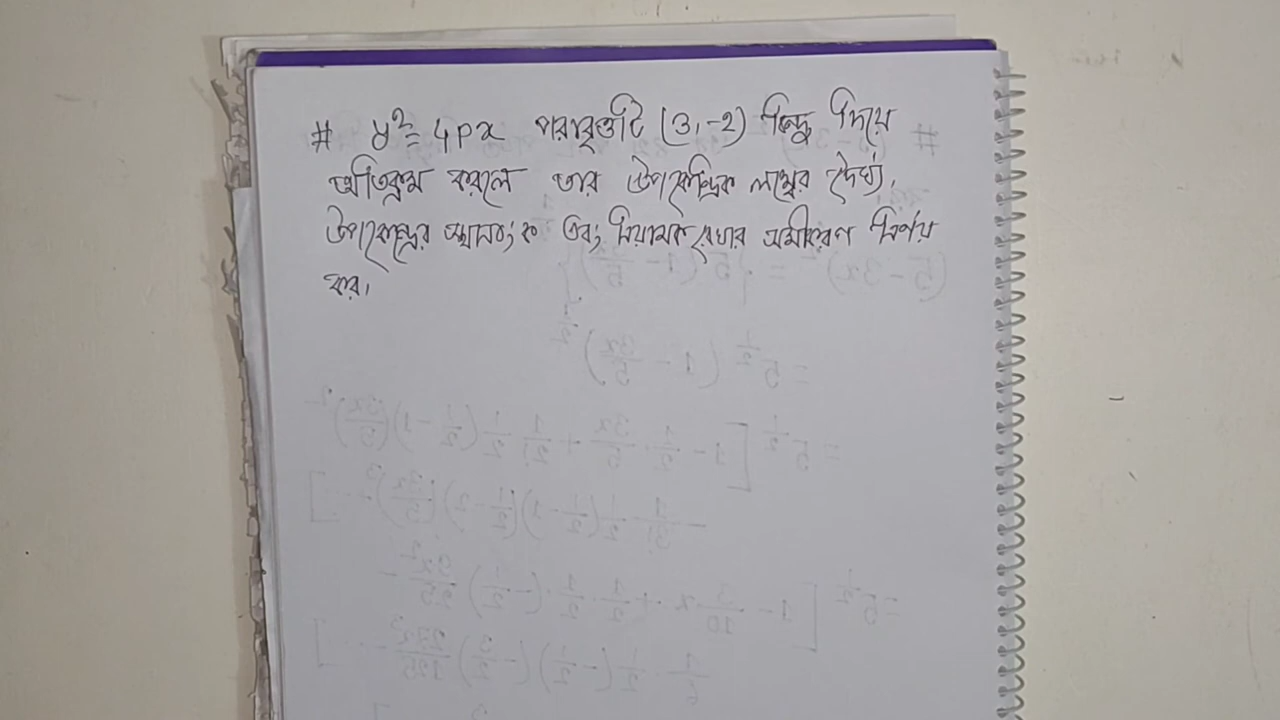 # y² = 4px পরাবৃত্তটি (3, -2) বিন্দু দিয়ে
অতিক্রম করলে তার উপকেন্দ্রিক লম্বের দৈর্ঘ্য,
উপকেন্দ্রের স্থানাংক এবং নিয়ামক রেখার সমীকরণ নির্ণয়
কর।